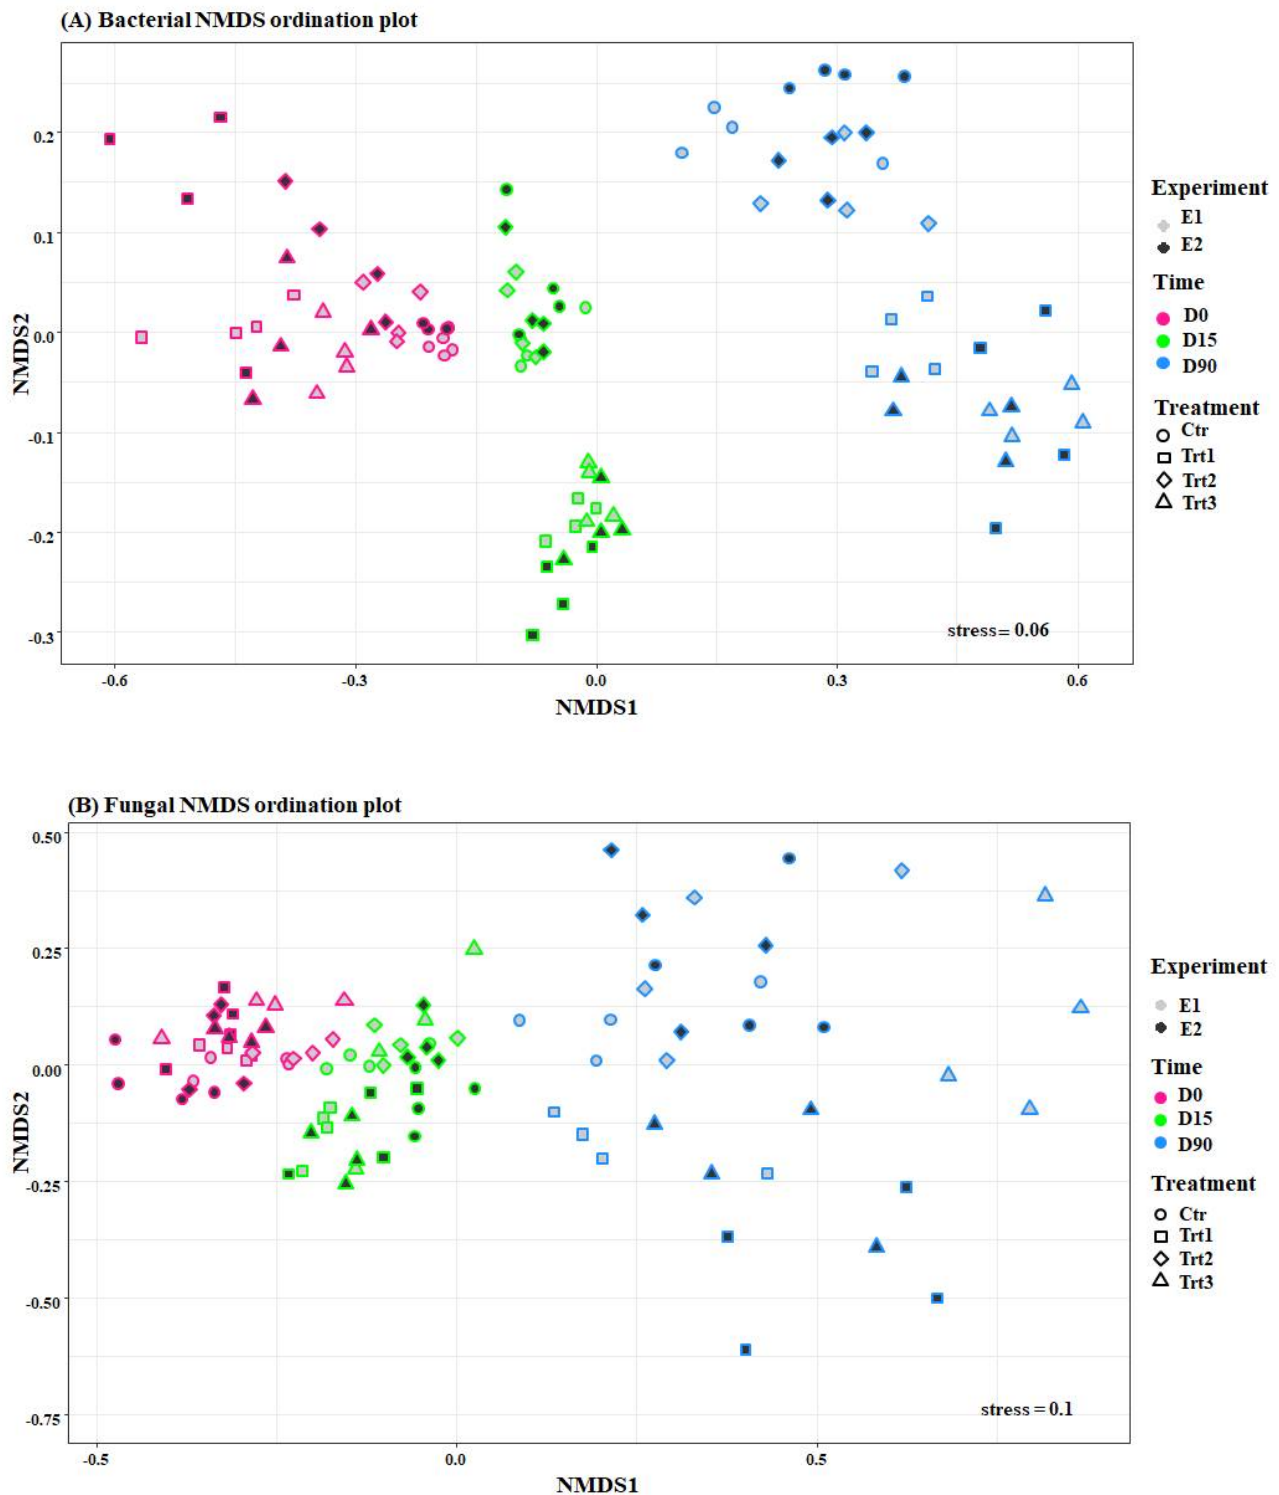 (A) Bacterial NMDS ordination plot
0.2
0.1
0.0
-0.1
-0.2
-0.3
NMDS2
-0.6
-0.3
0.0
0.3
0.6
NMDS1
stress= 0.06
Experiment
E1
E2
Time
D0
D15
D90
Treatment
Ctr
Trt1
Trt2
Trt3
(B) Fungal NMDS ordination plot
0.50
0.25
0.00
-0.25
-0.50
-0.75
NMDS2
-0.5
0.0
0.5
NMDS1
stress = 0.1
Experiment
E1
E2
Time
D0
D15
D90
Treatment
Ctr
Trt1
Trt2
Trt3